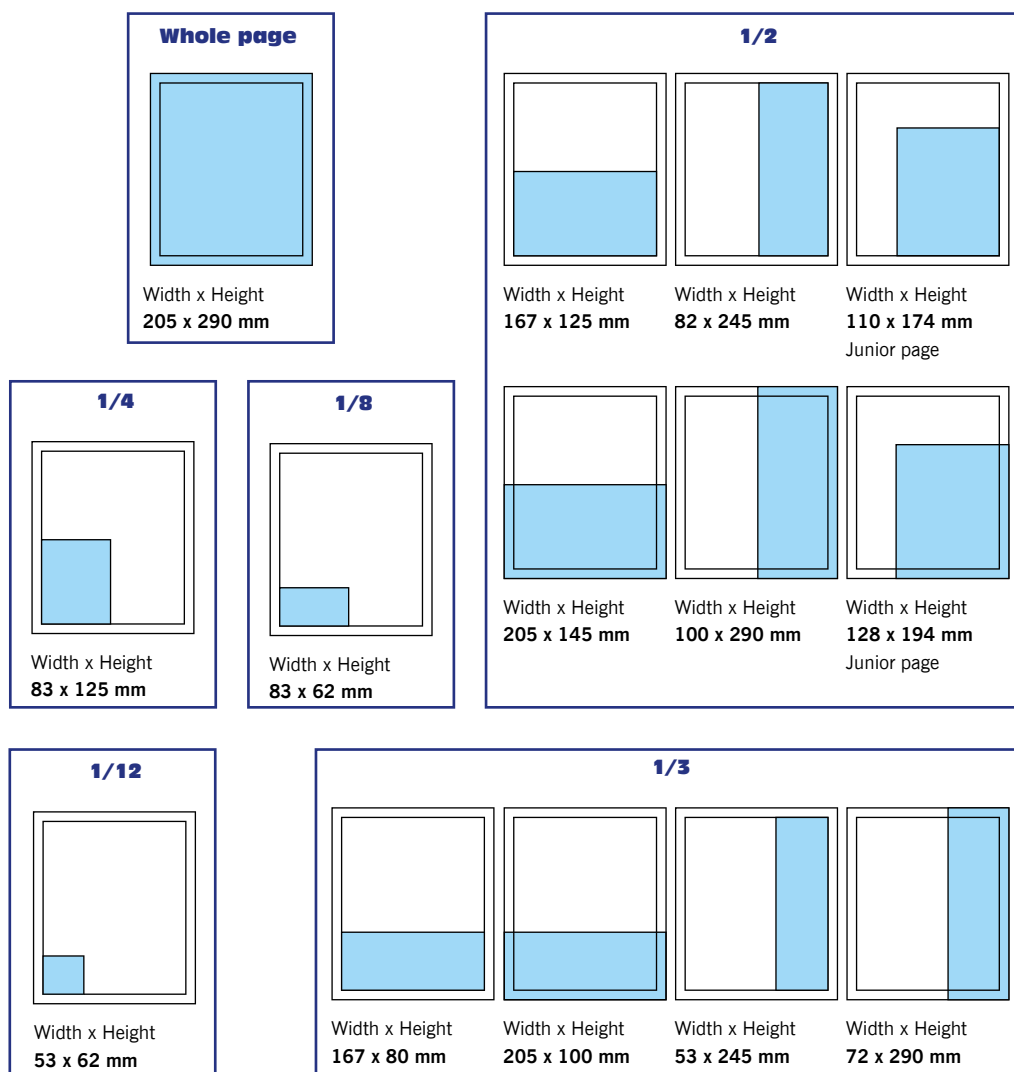 Whole page
Width x Height
205 x 290 mm
1/2
Width x Height
167 x 125 mm
Width x Height
82 x 245 mm
Width x Height
110 x 174 mm
Junior page
Width x Height
205 x 145 mm
Width x Height
100 x 290 mm
Width x Height
128 x 194 mm
Junior page
1/4
Width x Height
83 x 125 mm
1/8
Width x Height
83 x 62 mm
1/12
Width x Height
53 x 62 mm
1/3
Width x Height
167 x 80 mm
Width x Height
205 x 100 mm
Width x Height
53 x 245 mm
Width x Height
72 x 290 mm